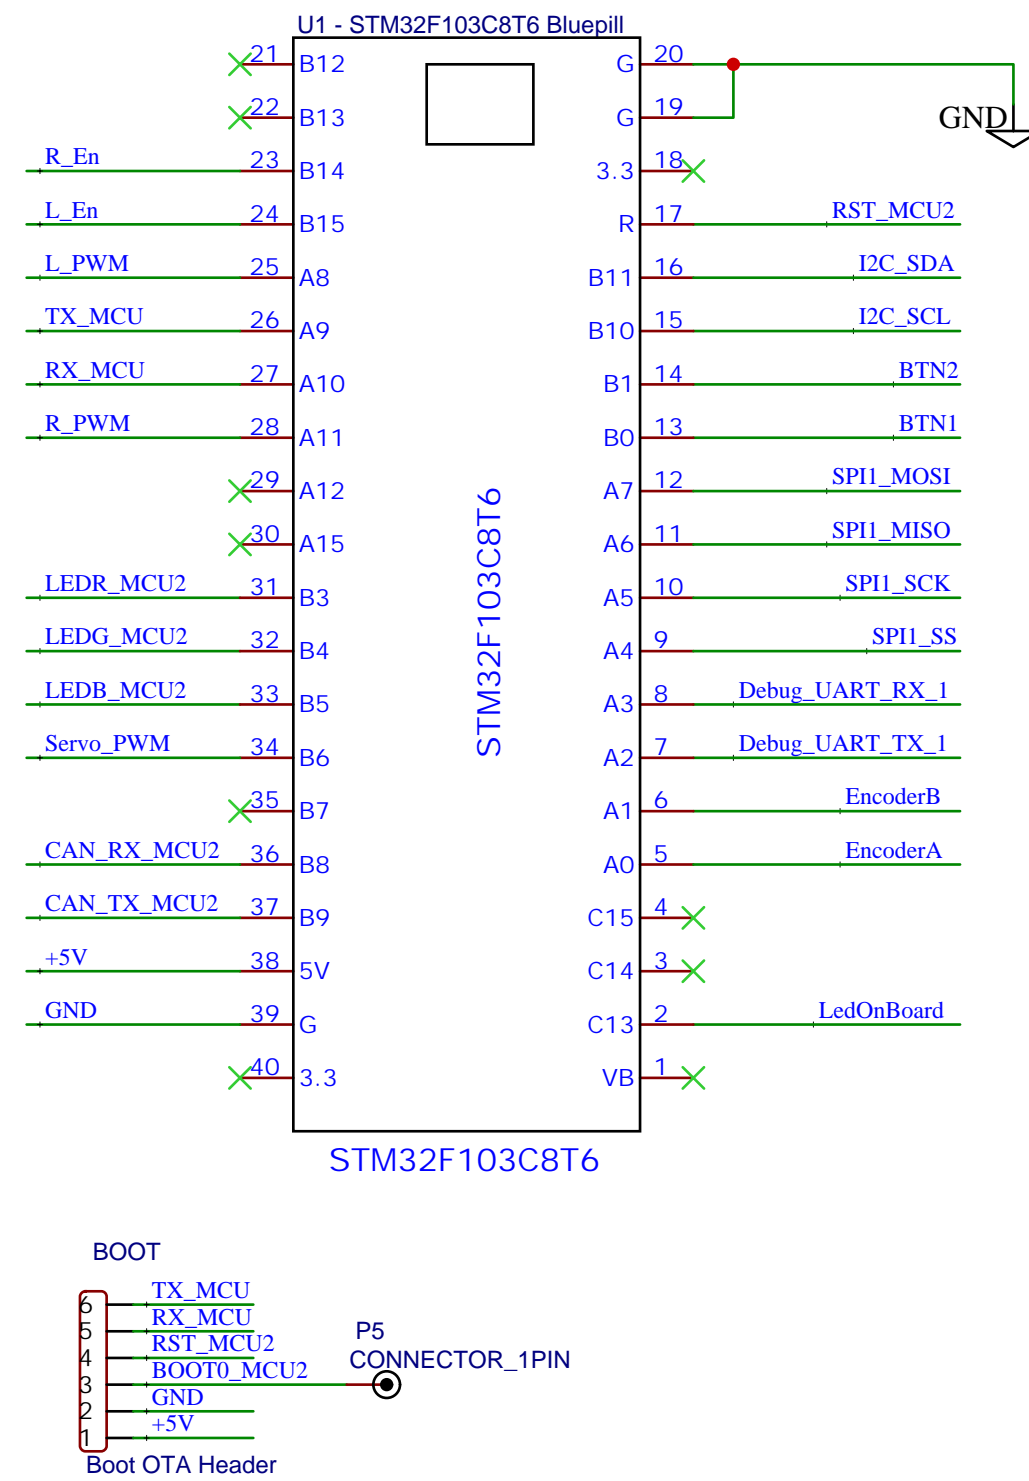 U1 - STM32F103C8T6 Bluepill
21 B12 G 20
22 B13 G 19
GND
R_En 23 B14 3.3 18
L_En 24 B15 R 17 RST_MCU2
L_PWM 25 A8 B11 16 I2C_SDA
TX_MCU 26 A9 B10 15 I2C_SCL
RX_MCU 27 A10 B1 14 BTN2
R_PWM 28 A11 B0 13 BTN1
29 A12 A7 12 SPI1_MOSI
30 A15 A6 11 SPI1_MISO
LEDR_MCU2 31 B3 A5 10 SPI1_SCK
LEDG_MCU2 32 B4 A4 9 SPI1_SS
LEDB_MCU2 33 B5 A3 8 Debug_UART_RX_1
Servo_PWM 34 B6 A2 7 Debug_UART_TX_1
35 B7 A1 6 EncoderB
CAN_RX_MCU2 36 B8 A0 5 EncoderA
CAN_TX_MCU2 37 B9 C15 4
+5V 38 5V C14 3
GND 39 G C13 2 LedOnBoard
40 3.3 VB 1
STM32F103C8T6
STM32F103C8T6
BOOT
6 TX_MCU
5 RX_MCU
4 RST_MCU2
3 BOOT0_MCU2
2 GND
1 +5V
Boot OTA Header
P5
CONNECTOR_1PIN